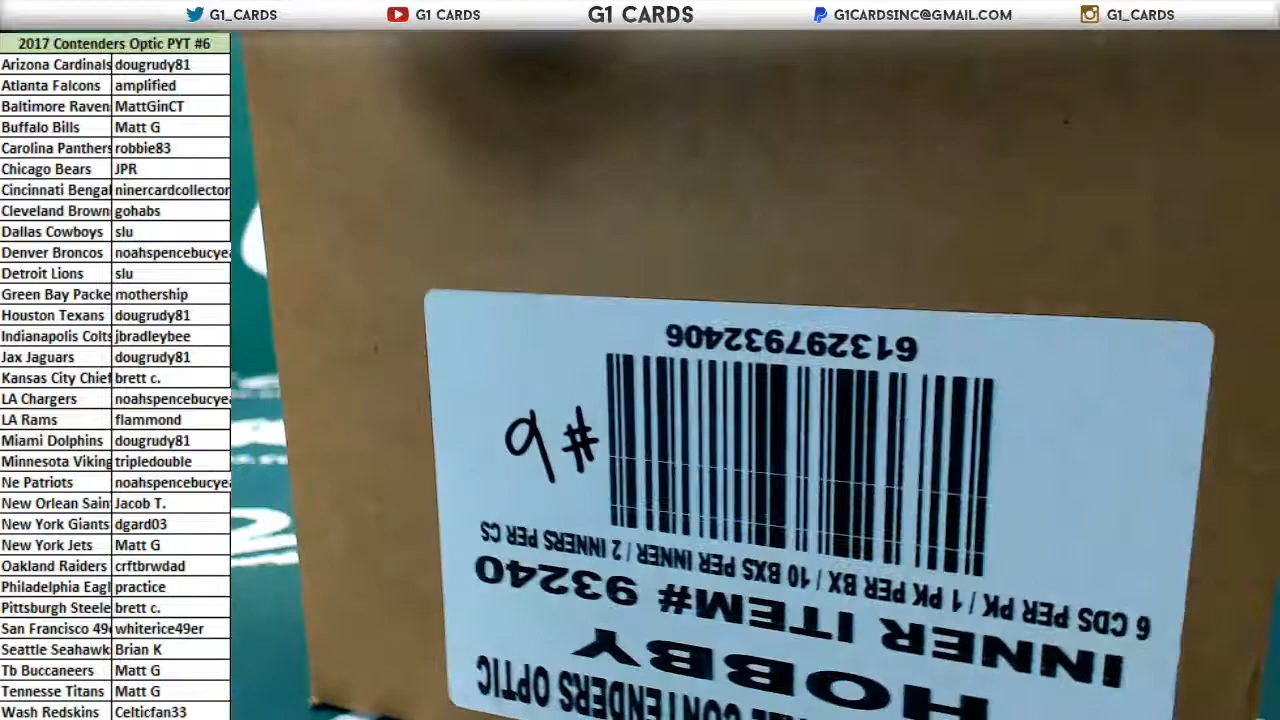 G1_CARDS G1 CARDS G1 CARDS G1CARDSINC@GMAIL.COM G1_CARDS
2017 Contenders Optic PYT #6
Arizona Cardinals dougrudy81
Atlanta Falcons amplified
Baltimore Raven MattGinCT
Buffalo Bills Matt G
Carolina Panthers robbie83
Chicago Bears JPR
Cincinnati Bengal ninercardcollector
Cleveland Brown gohabs
Dallas Cowboys slu
Denver Broncos noahspencebucyea
Detroit Lions slu
Green Bay Packe mothership
Houston Texans dougrudy81
Indianapolis Colts jbradleybee
Jax Jaguars dougrudy81
Kansas City Chief brett c.
LA Chargers noahspencebucyea
LA Rams flammond
Miami Dolphins dougrudy81
Minnesota Viking tripledouble
Ne Patriots noahspencebucyea
New Orlean Sain Jacob T.
New York Giants dgard03
New York Jets Matt G
Oakland Raiders crftbrwdad
Philadelphia Eagl practice
Pittsburgh Steele brett c.
San Francisco 49 whiterice49er
Seattle Seahawk Brian K
Tb Buccaneers Matt G
Tennesse Titans Matt G
Wash Redskins Celticfan33
CONTENDERS OPTIC
HOBBY
INNER ITEM# 93240
6 CDS PER PK / 1 PK PER BX / 10 BXS PER INNER / 2 INNERS PER CS
#6
613297932406